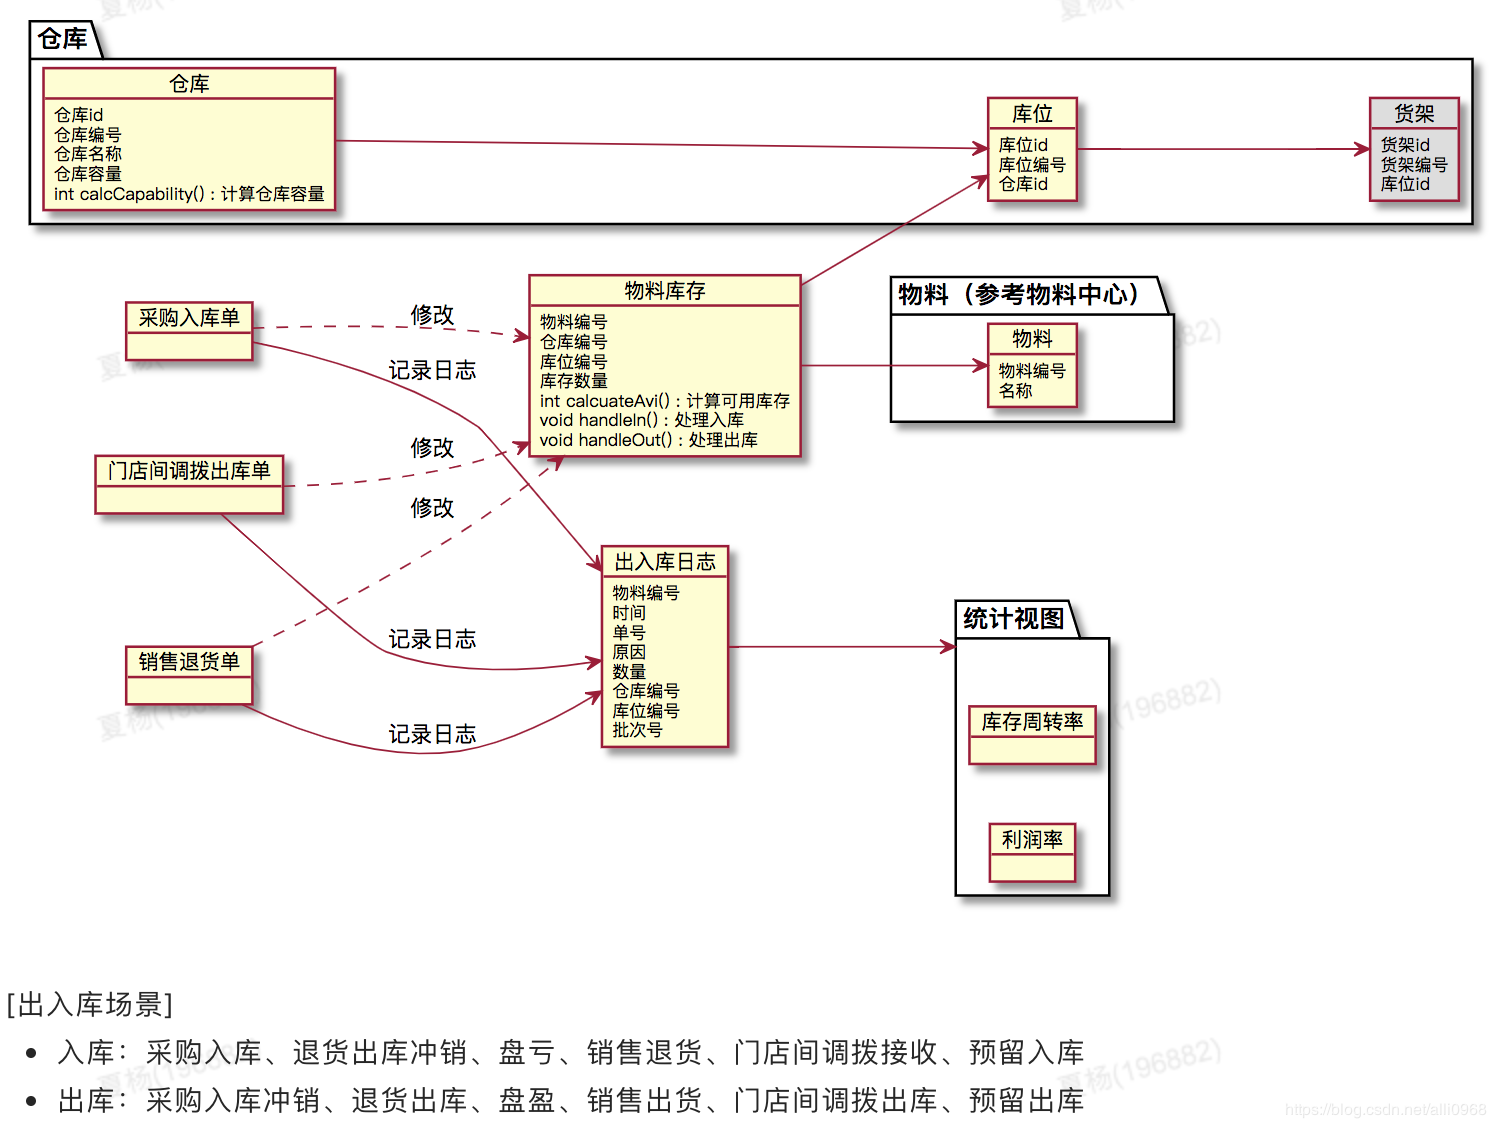 仓库
仓库
仓库id
仓库编号
仓库名称
仓库容量
int calcCapability() : 计算仓库容量
库位
库位id
库位编号
仓库id
货架
货架id
货架编号
库位id
采购入库单
修改
记录日志
物料库存
物料编号
仓库编号
库位编号
库存数量
int calcuateAvi() : 计算可用库存
void handleIn() : 处理入库
void handleOut() : 处理出库
物料（参考物料中心）
物料
物料编号
名称
门店间调拨出库单
修改
修改
记录日志
销售退货单
记录日志
出入库日志
物料编号
时间
单号
原因
数量
仓库编号
库位编号
批次号
统计视图
库存周转率
利润率
[出入库场景]
入库：采购入库、退货出库冲销、盘亏、销售退货、门店间调拨接收、预留入库
出库：采购入库冲销、退货出库、盘盈、销售出货、门店间调拨出库、预留出库
夏杨(196882)
https://blog.csdn.net/alli0968